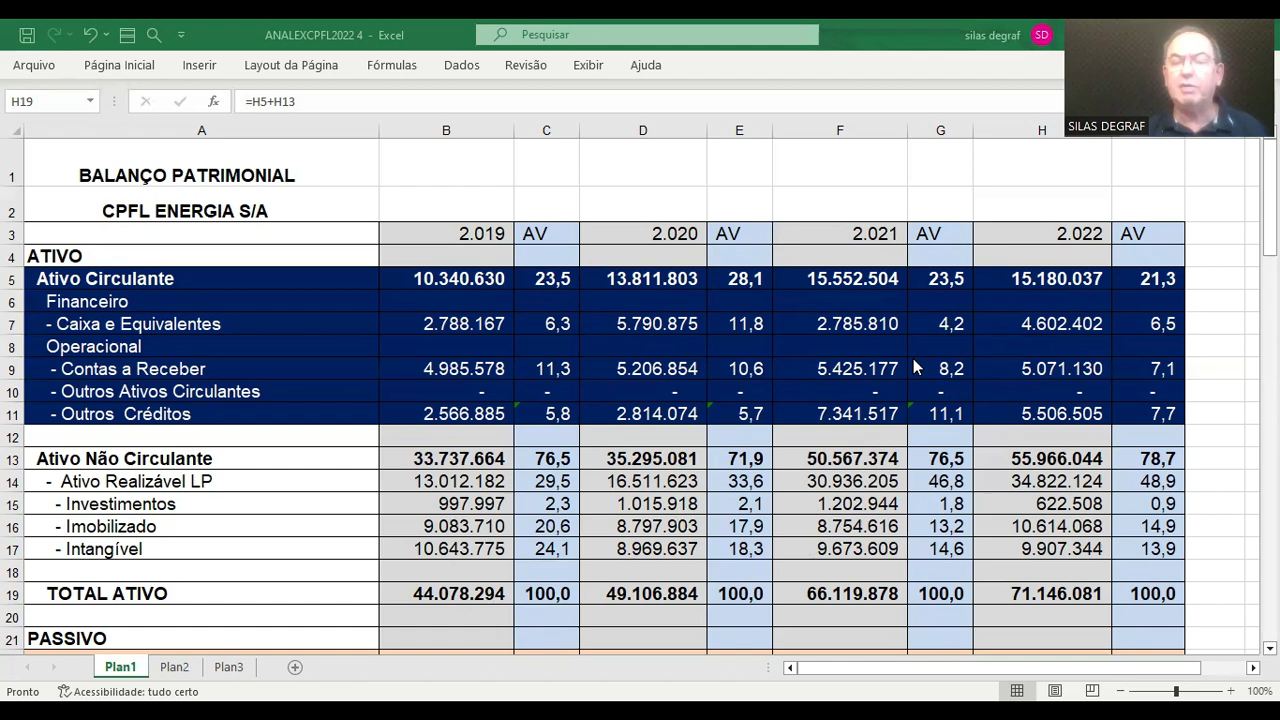 ANALEXCPFL2022 4 - Excel
Pesquisar
silas degraf
SD
Arquivo Página Inicial Inserir Layout da Página Fórmulas Dados Revisão Exibir Ajuda
H19 fx =H5+H13
SILAS DEGRAF
A B C D E F G H
1 BALANÇO PATRIMONIAL
2 CPFL ENERGIA S/A
3 2.019 AV 2.020 AV 2.021 AV 2.022 AV
4 ATIVO
5 Ativo Circulante 10.340.630 23,5 13.811.803 28,1 15.552.504 23,5 15.180.037 21,3
6 Financeiro
7 - Caixa e Equivalentes 2.788.167 6,3 5.790.875 11,8 2.785.810 4,2 4.602.402 6,5
8 Operacional
9 - Contas a Receber 4.985.578 11,3 5.206.854 10,6 5.425.177 8,2 5.071.130 7,1
10 - Outros Ativos Circulantes - - - - - - - -
11 - Outros Créditos 2.566.885 5,8 2.814.074 5,7 7.341.517 11,1 5.506.505 7,7
12
13 Ativo Não Circulante 33.737.664 76,5 35.295.081 71,9 50.567.374 76,5 55.966.044 78,7
14 - Ativo Realizável LP 13.012.182 29,5 16.511.623 33,6 30.936.205 46,8 34.822.124 48,9
15 - Investimentos 997.997 2,3 1.015.918 2,1 1.202.944 1,8 622.508 0,9
16 - Imobilizado 9.083.710 20,6 8.797.903 17,9 8.754.616 13,2 10.614.068 14,9
17 - Intangível 10.643.775 24,1 8.969.637 18,3 9.673.609 14,6 9.907.344 13,9
18
19 TOTAL ATIVO 44.078.294 100,0 49.106.884 100,0 66.119.878 100,0 71.146.081 100,0
20
21 PASSIVO
Plan1 Plan2 Plan3
Pronto Acessibilidade: tudo certo 100%